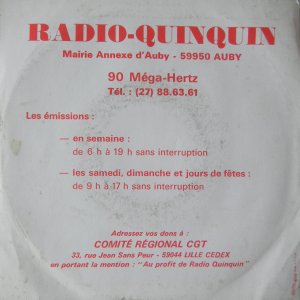 RADIO-QUINQUIN
Mairie Annexe d'Auby - 59950 AUBY
90 Méga-Hertz
Tél. : (27) 88.63.61
Les émissions :
— en semaine :
de 6 h à 19 h sans interruption
— les samedi, dimanche et jours de fêtes :
de 9 h à 17 h sans interruption
Adressez vos dons à :
COMITÉ RÉGIONAL CGT
33, rue Jean Sans Peur - 59044 LILLE CEDEX
en portant la mention : "Au profit de Radio Quinquin"